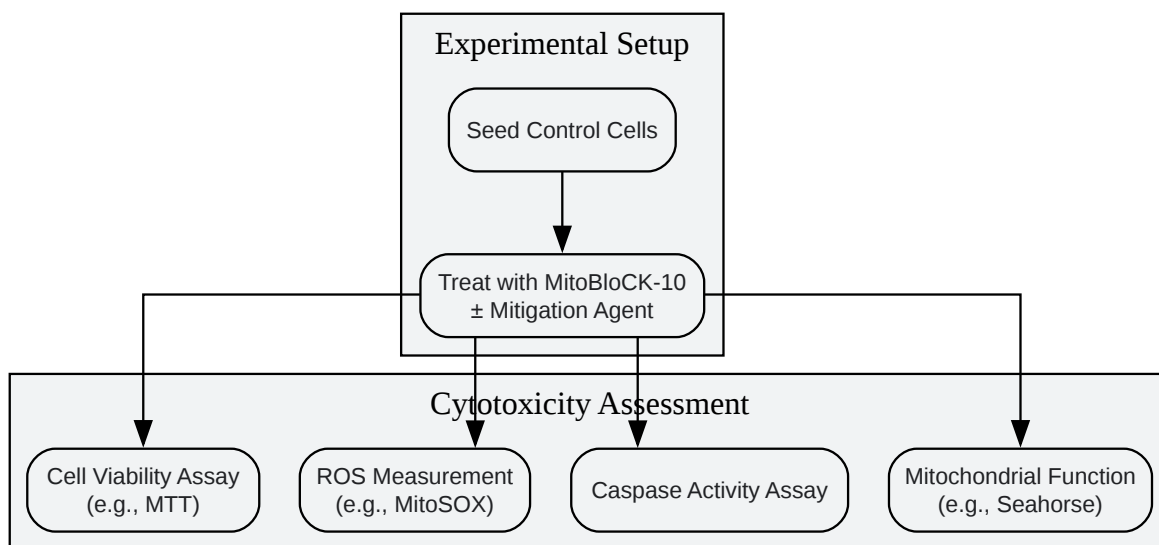 Experimental Setup
Seed Control Cells
Treat with MitoBloCK-10
± Mitigation Agent
Cytotoxicity Assessment
Cell Viability Assay
(e.g., MTT)
ROS Measurement
(e.g., MitoSOX)
Caspase Activity Assay
Mitochondrial Function
(e.g., Seahorse)